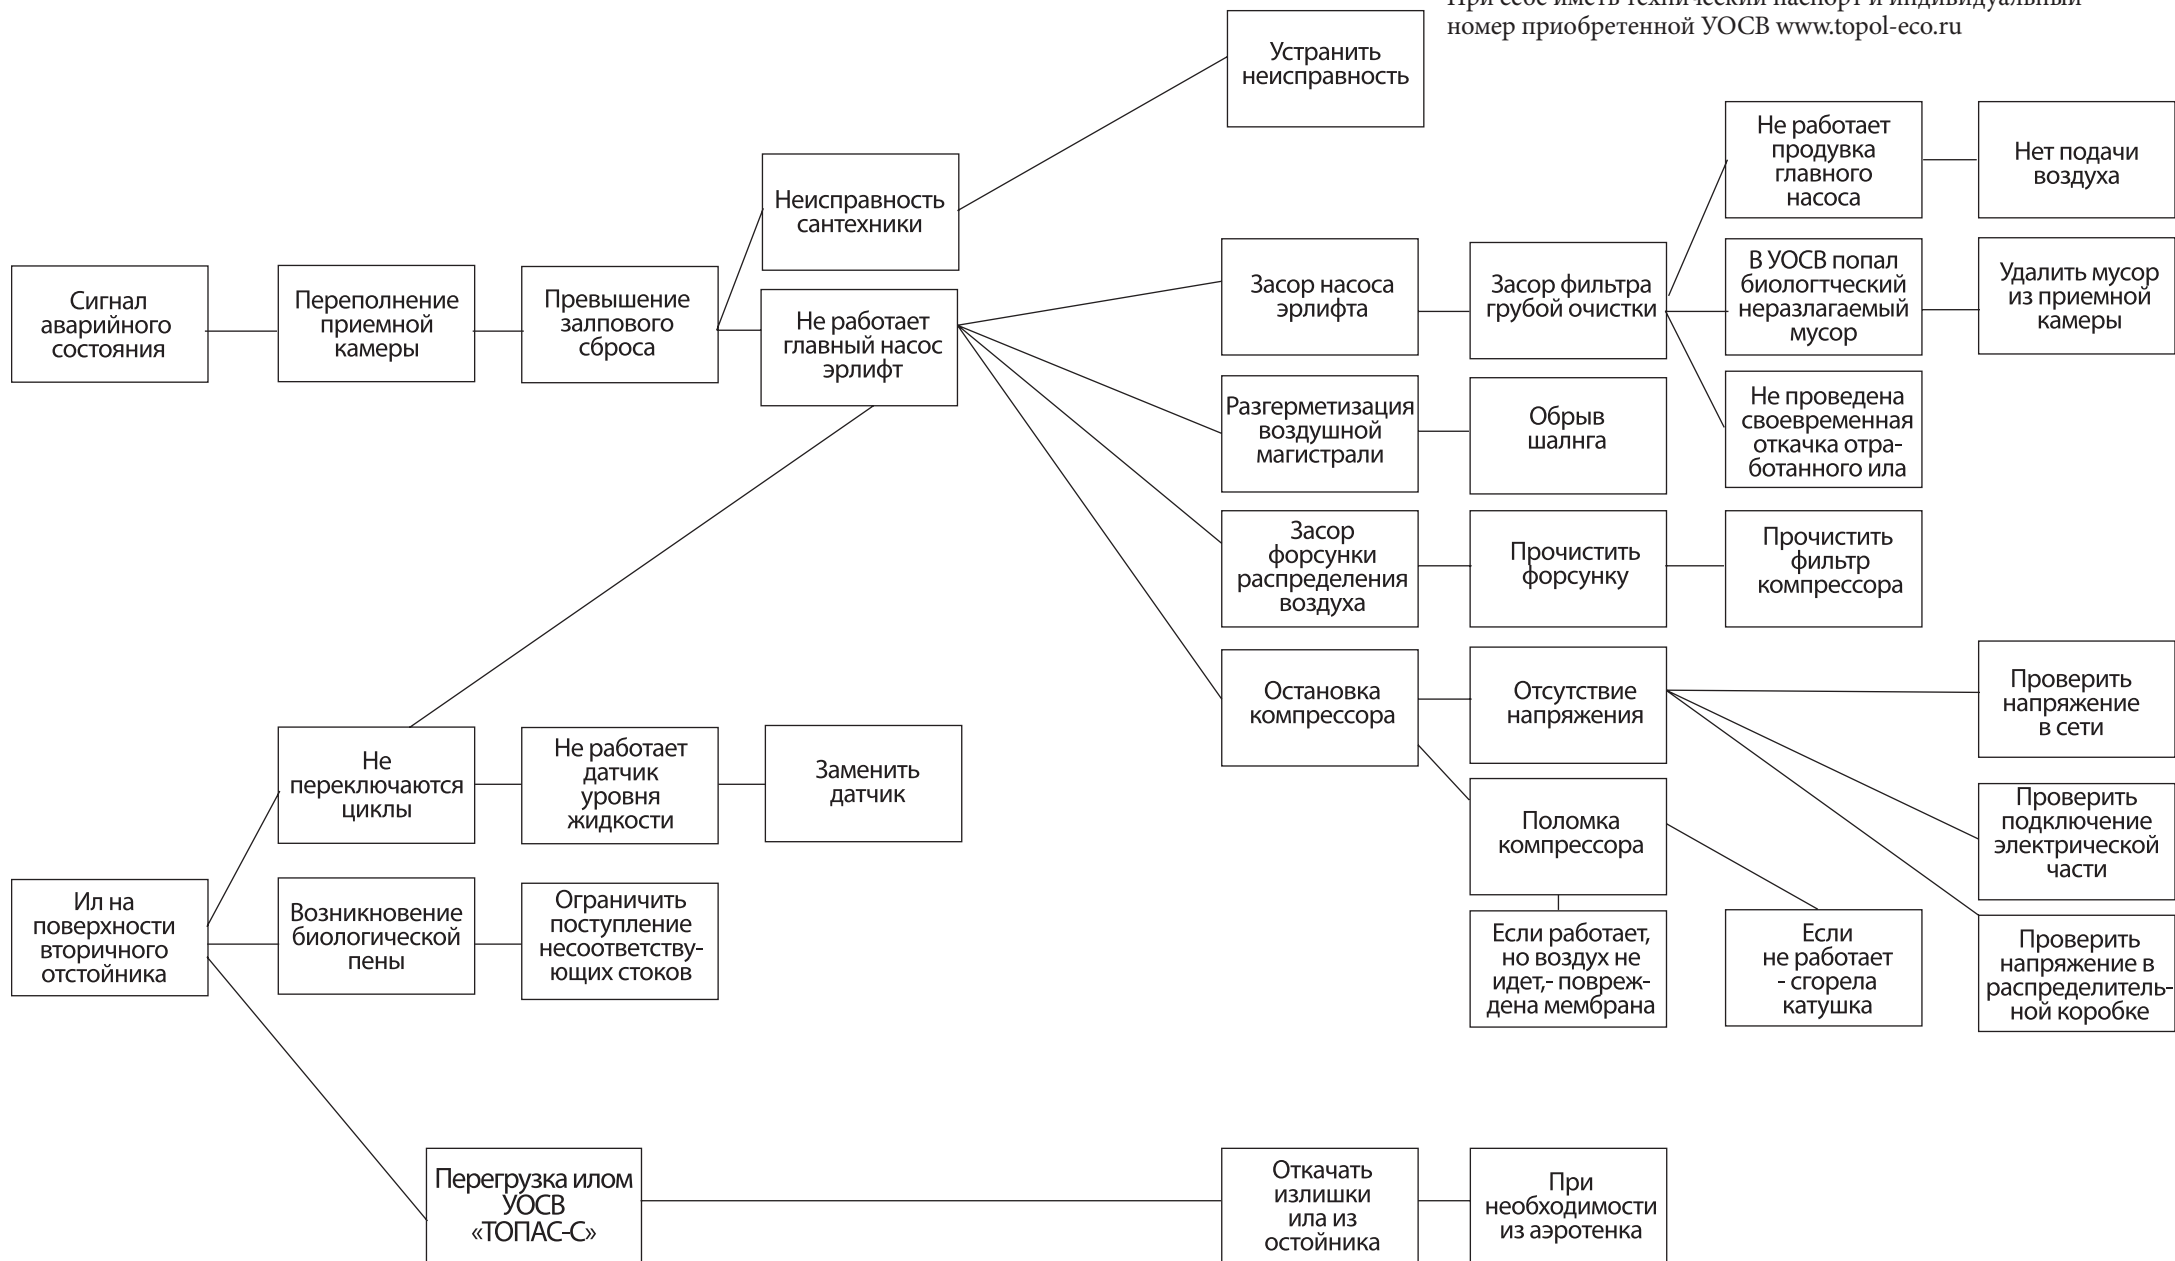 При себе иметь технический паспорт и индивидуальный
номер приобретенной УОСВ www.topol-eco.ru
Устранить
неисправность
Не работает
продувка
главного
насоса
Нет подачи
воздуха
Неисправность
сантехники
Сигнал
аварийного
состояния
Переполнение
приемной
камеры
Превышение
залпового
сброса
Не работает
главный насос
эрлифт
Засор насоса
эрлифта
Засор фильтра
грубой очистки
В УОСВ попал
биологтческий
неразлагаемый
мусор
Удалить мусор
из приемной
камеры
Разгерметизация
воздушной
магистрали
Обрыв
шалнга
Не проведена
своевременная
откачка отра-
ботанного ила
Засор
форсунки
распределения
воздуха
Прочистить
форсунку
Прочистить
фильтр
компрессора
Остановка
компрессора
Отсутствие
напряжения
Проверить
напряжение
в сети
Не
переключаются
циклы
Не работает
датчик
уровня
жидкости
Заменить
датчик
Поломка
компрессора
Проверить
подключение
электрической
части
Ил на
поверхности
вторичного
отстойника
Возникновение
биологической
пены
Ограничить
поступление
несоответству-
ющих стоков
Если работает,
но воздух не
идет,- повреж-
дена мембрана
Если
не работает
- сгорела
катушка
Проверить
напряжение в
распределитель-
ной коробке
Перегрузка илом
УОСВ
«ТОПАС-С»
Откачать
излишки
ила из
остойника
При
необходимости
из аэротенка